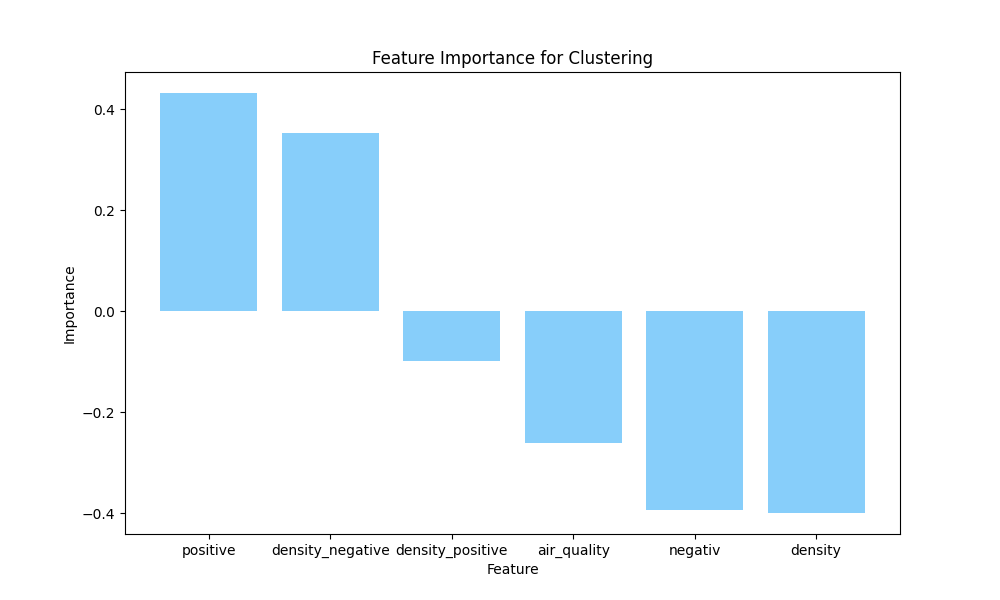 Feature Importance for Clustering
Importance
0.4
0.2
0.0
−0.2
−0.4
positive density_negative density_positive air_quality negativ density
Feature